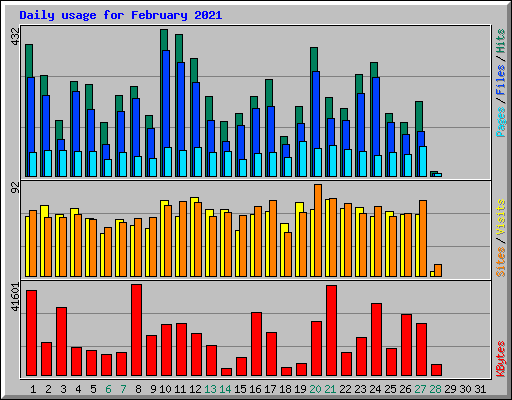 Daily usage for February 2021
432
Pages / Files / Hits
92
Sites / Visits
41601
KBytes
1 2 3 4 5 6 7 8 9 10 11 12 13 14 15 16 17 18 19 20 21 22 23 24 25 26 27 28 29 30 31